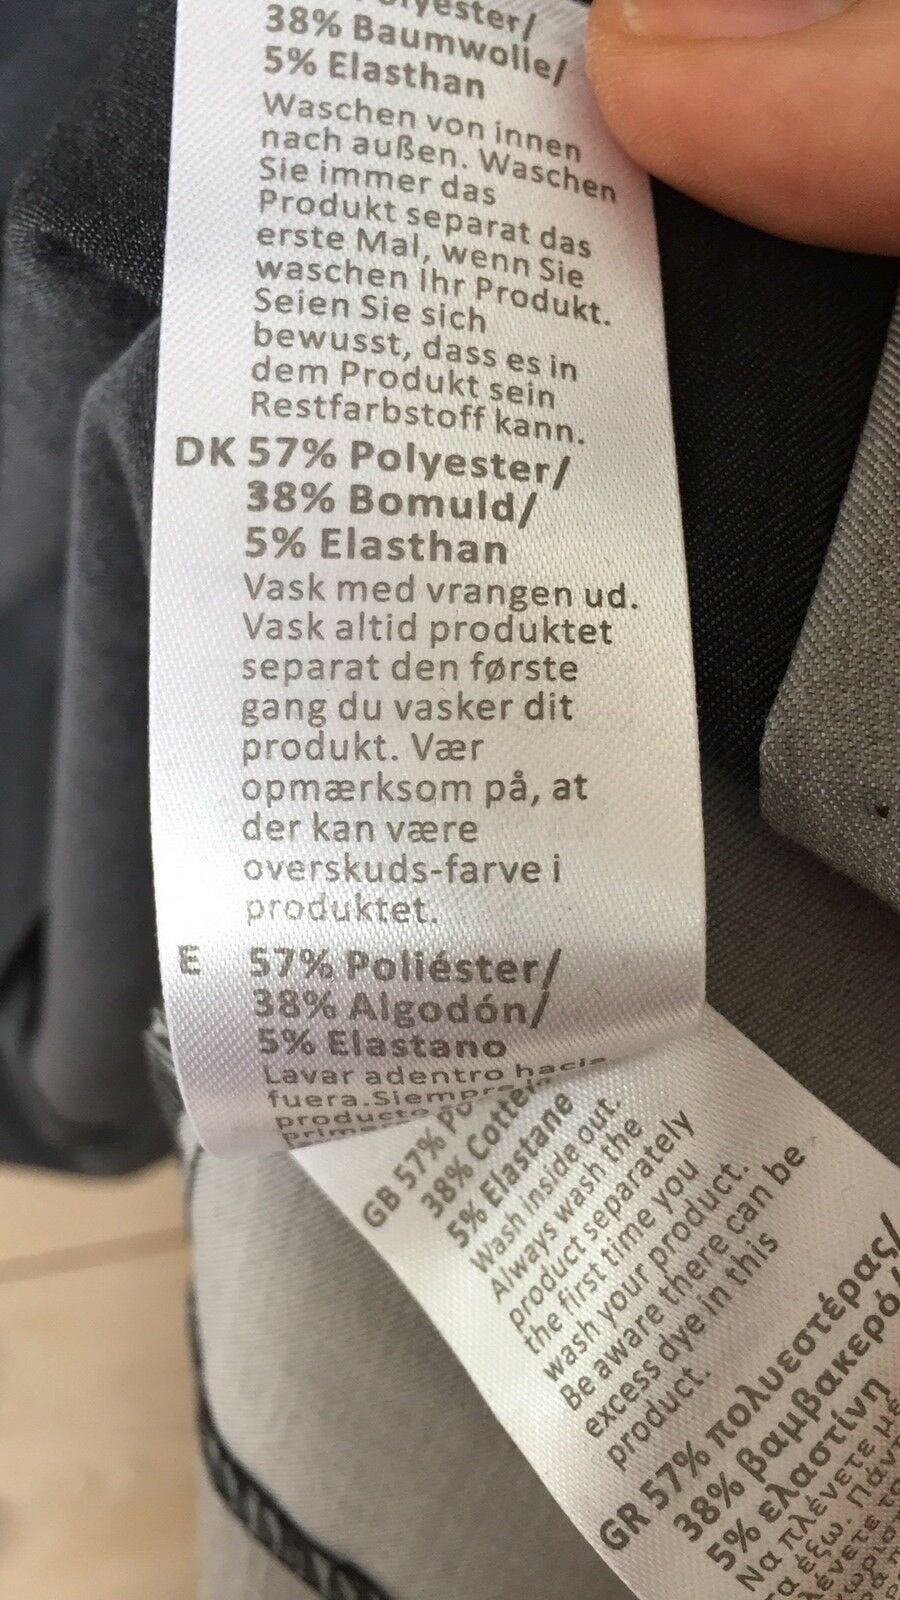 38% Baumwolle/
5% Elasthan
Waschen von innen
nach außen. Waschen
Sie immer das
Produkt separat das
erste Mal, wenn Sie
waschen Ihr Produkt.
Seien Sie sich
bewusst, dass es in
dem Produkt sein
Restfarbstoff kann.
DK 57% Polyester/
38% Bomuld/
5% Elasthan
Vask med vrangen ud.
Vask altid produktet
separat den første
gang du vasker dit
produkt. Vær
opmærksom på, at
der kan være
overskuds-farve i
produktet.
E 57% Poliéster/
38% Algodón/
5% Elastano
Lavar adentro hacia
fuera.
producto
GB 57%
38%
5% Elastane
Wash inside out.
Always wash the
product separately
the first time you
wash your product.
Be aware there can be
excess dye in this
product.
GR 57% πολυεστέρας/
38% βαμβακερό/
5% ελαστίνη
Να πλένετε
έξω.